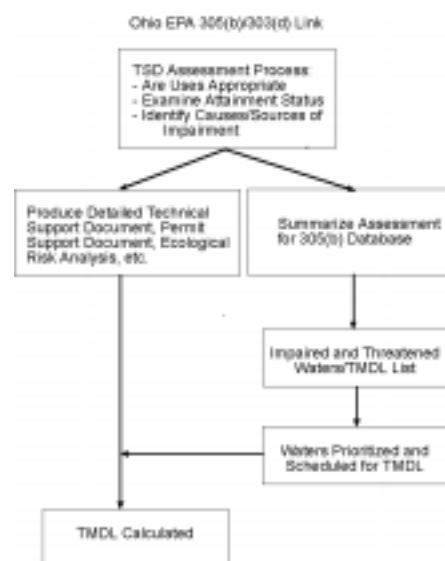 Ohio EPA 305(b)/303(d) Link
TSD Assessment Process:
- Are Uses Appropriate
- Examine Attainment Status
- Identify Causes/Sources of
Impairment
Produce Detailed Technical
Support Document, Permit
Support Document, Ecological
Risk Analysis, etc.
Summarize Assessment
for 305(b) Database
Impaired and Threatened
Waters/TMDL List
Waters Prioritized and
Scheduled for TMDL
TMDL Calculated